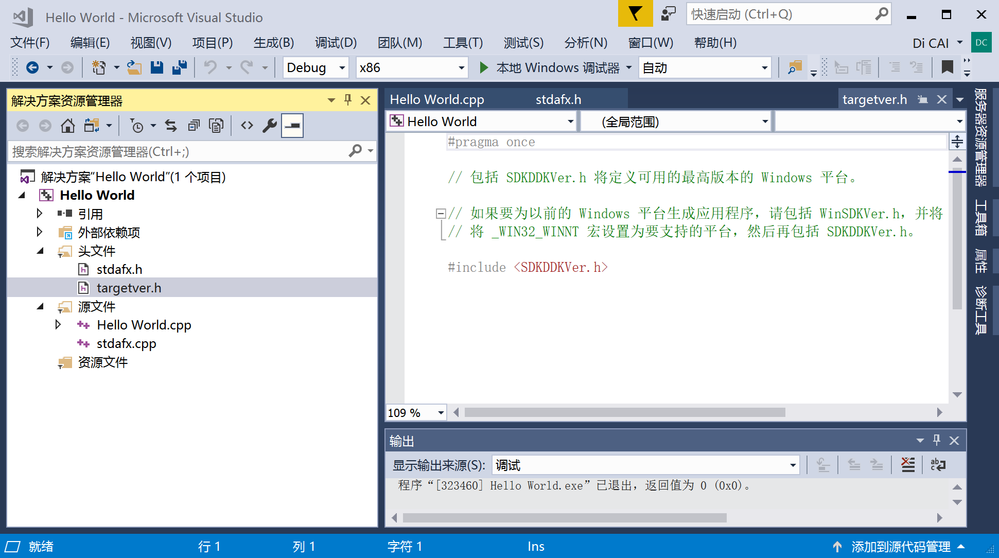 Hello World - Microsoft Visual Studio
快速启动 (Ctrl+Q)
文件(F) 编辑(E) 视图(V) 项目(P) 生成(B) 调试(D) 团队(M) 工具(T) 测试(S) 分析(N) 窗口(W) 帮助(H) Di CAI DC
Debug x86 本地 Windows 调试器 自动
解决方案资源管理器
搜索解决方案资源管理器(Ctrl+;)
解决方案“Hello World”(1 个项目)
Hello World
引用
外部依赖项
头文件
stdafx.h
targetver.h
源文件
Hello World.cpp
stdafx.cpp
资源文件
Hello World.cpp stdafx.h targetver.h
Hello World (全局范围)
#pragma once
// 包括 SDKDDKVer.h 将定义可用的最高版本的 Windows 平台。
// 如果要为以前的 Windows 平台生成应用程序，请包括 WinSDKVer.h，并将
// 将 _WIN32_WINNT 宏设置为要支持的平台，然后再包括 SDKDDKVer.h。
#include <SDKDDKVer.h>
109 %
输出
显示输出来源(S): 调试
程序“[323460] Hello World.exe”已退出，返回值为 0 (0x0)。
服务器资源管理器
工具箱
属性
诊断工具
就绪 行 1 列 1 字符 1 Ins 添加到源代码管理